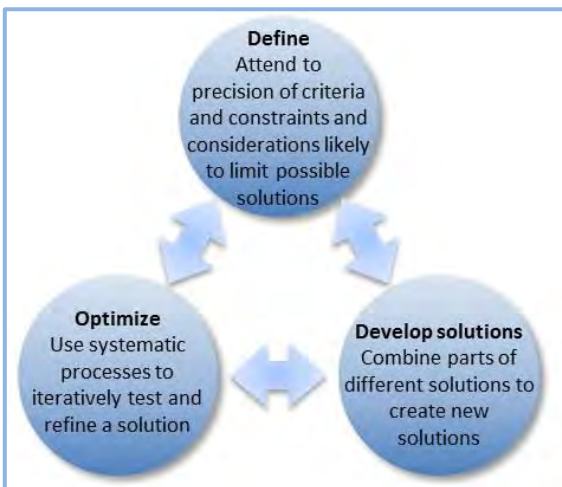 Define
Attend to
precision of criteria
and constraints and
considerations likely
to limit possible
solutions
Optimize
Use systematic
processes to
iteratively test and
refine a solution
Develop solutions
Combine parts of
different solutions to
create new
solutions